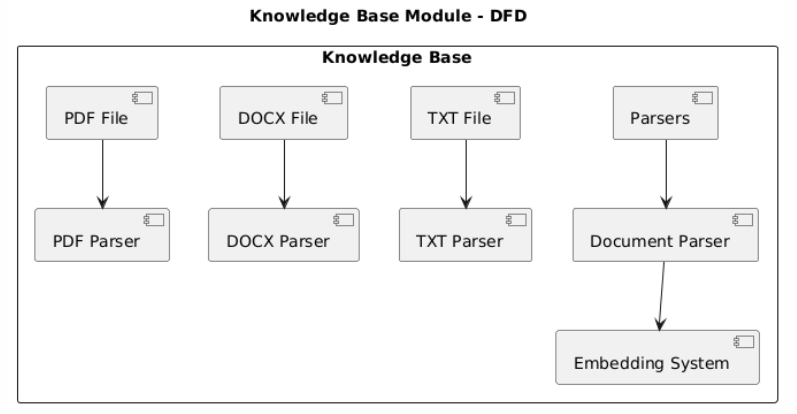 Knowledge Base Module - DFD
Knowledge Base
PDF File
DOCX File
TXT File
Parsers
PDF Parser
DOCX Parser
TXT Parser
Document Parser
Embedding System